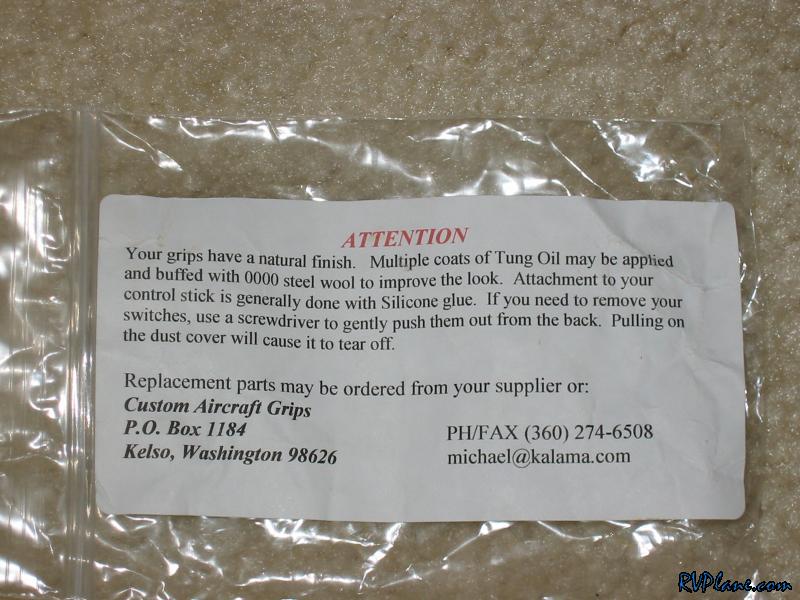 ATTENTION
Your grips have a natural finish. Multiple coats of Tung Oil may be applied
and buffed with 0000 steel wool to improve the look. Attachment to your
control stick is generally done with Silicone glue. If you need to remove your
switches, use a screwdriver to gently push them out from the back. Pulling on
the dust cover will cause it to tear off.
Replacement parts may be ordered from your supplier or:
Custom Aircraft Grips
P.O. Box 1184
Kelso, Washington 98626
PH/FAX (360) 274-6508
michael@kalama.com
RVPlane.com